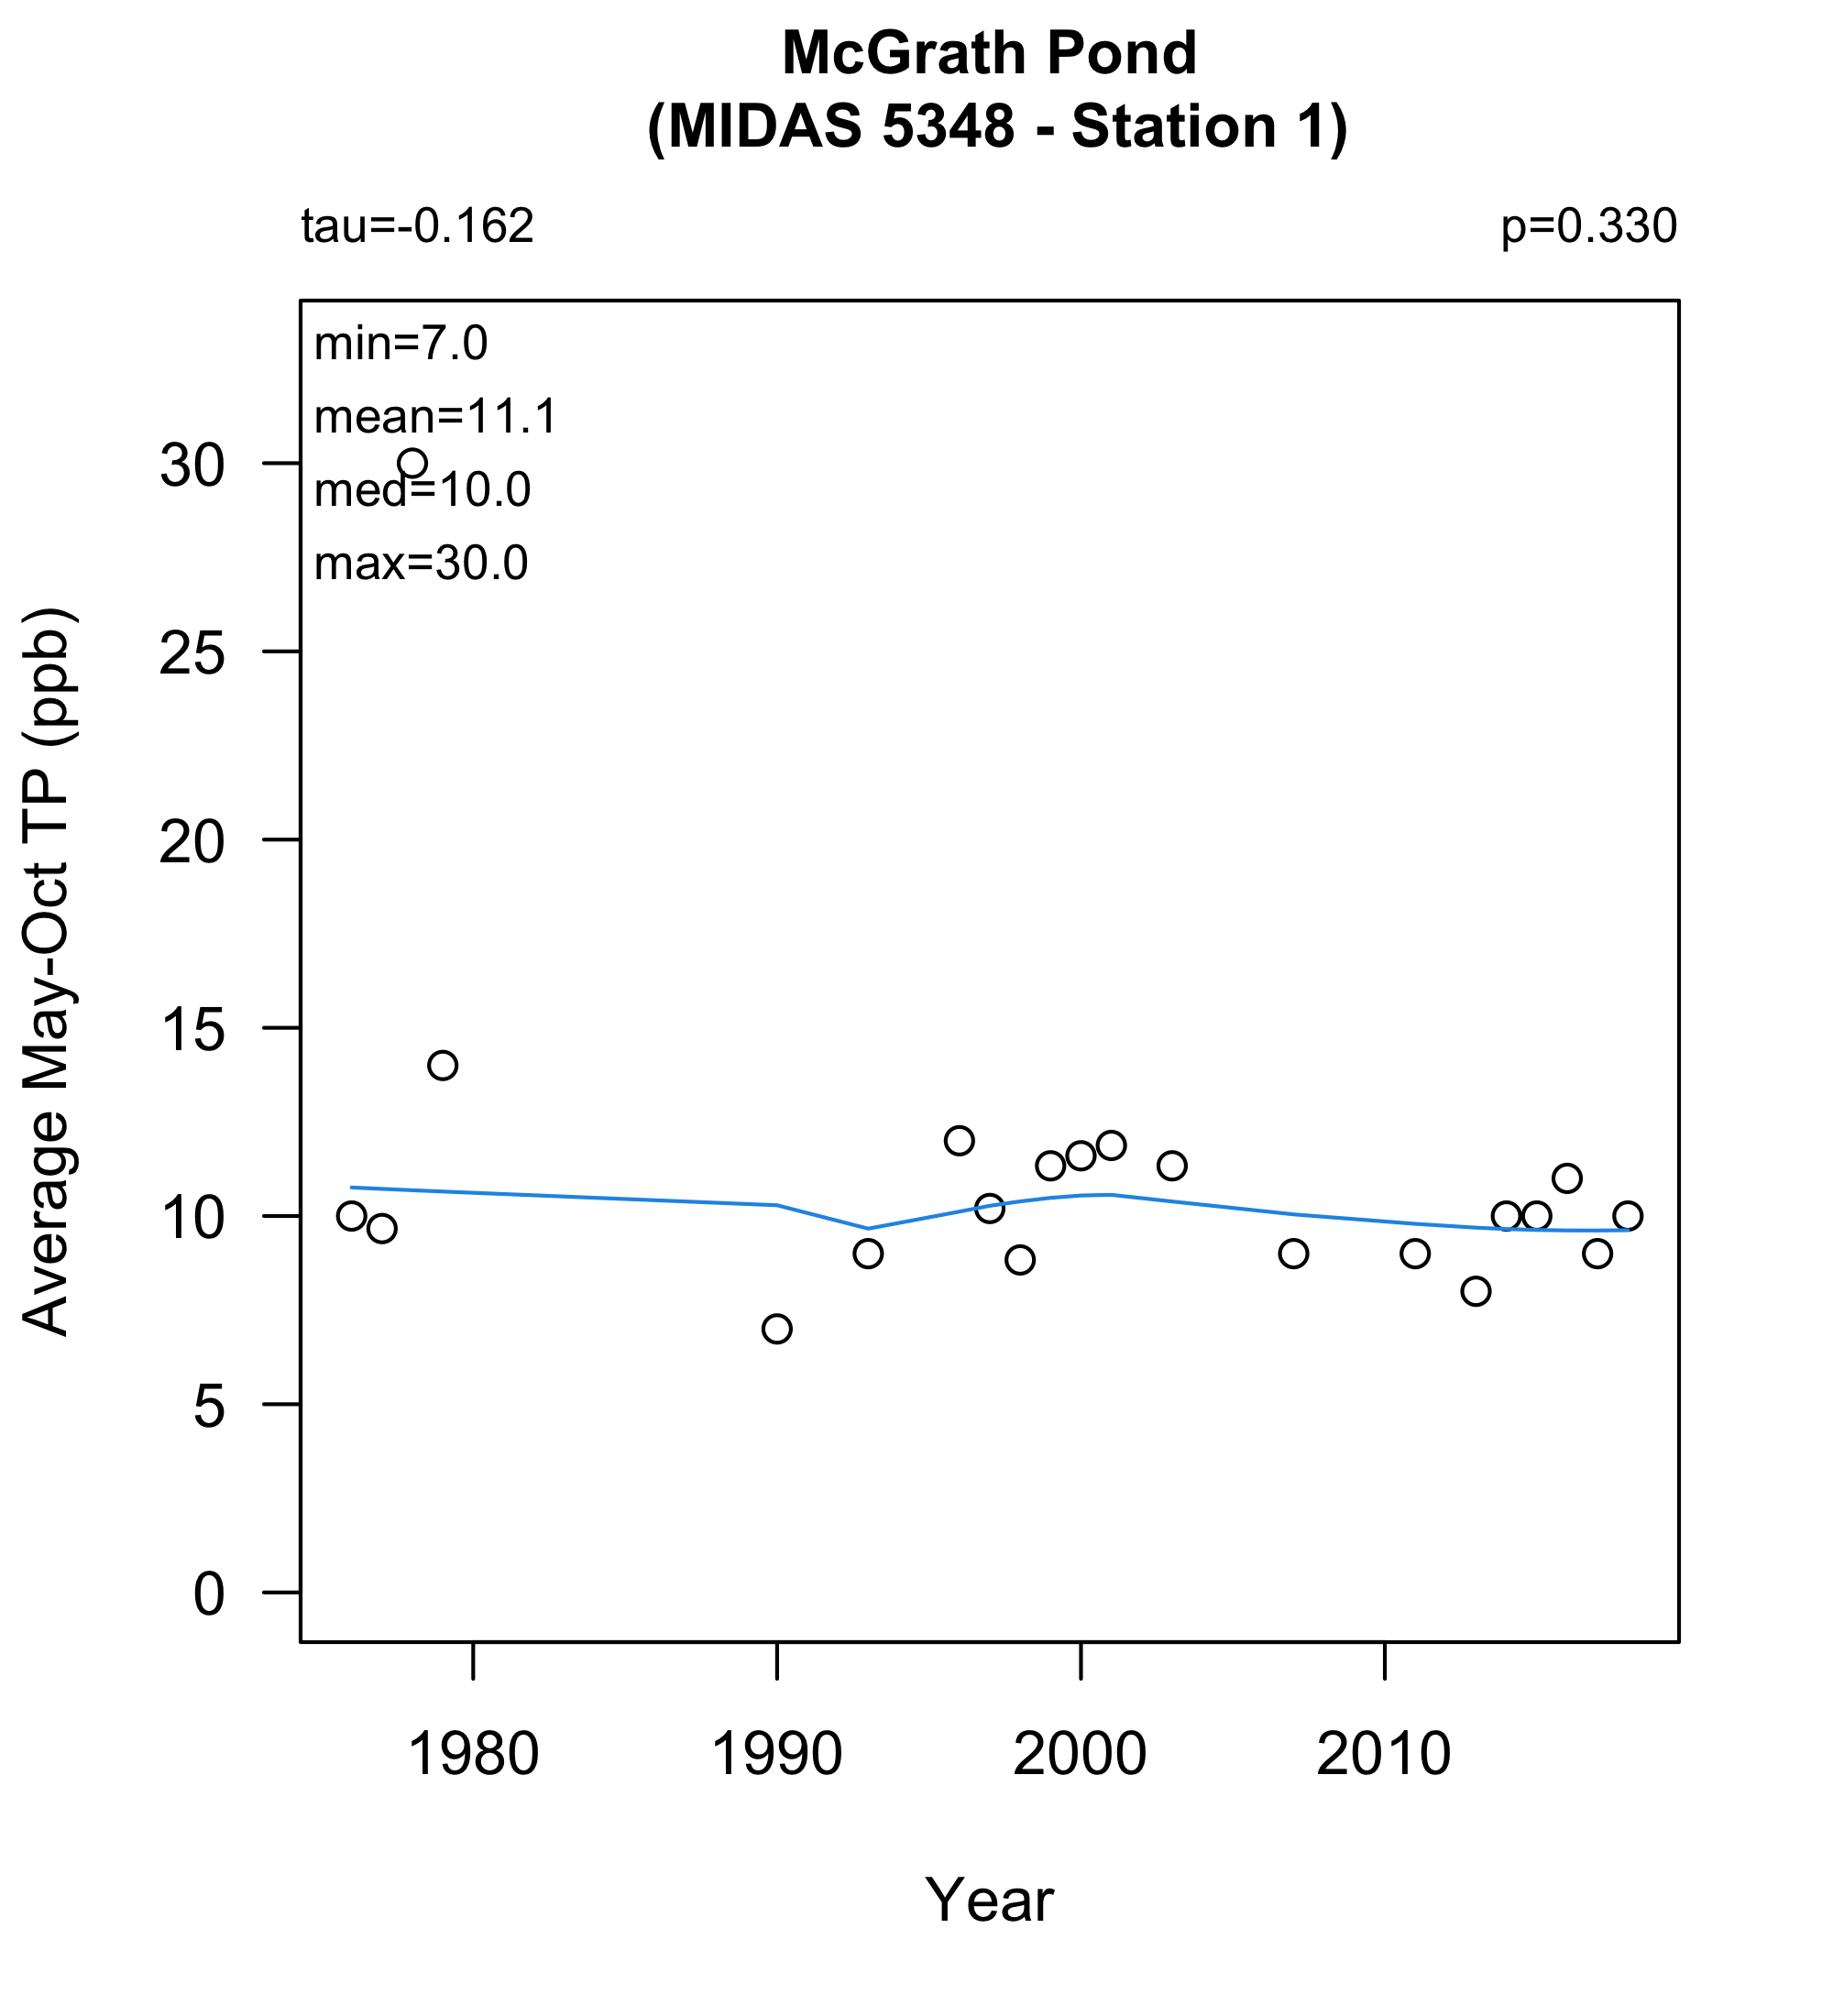 McGrath Pond
(MIDAS 5348 - Station 1)
tau=-0.162
p=0.330
min=7.0
mean=11.1
med=10.0
max=30.0
Average May-Oct TP (ppb)
30
25
20
15
10
5
0
1980 1990 2000 2010
Year